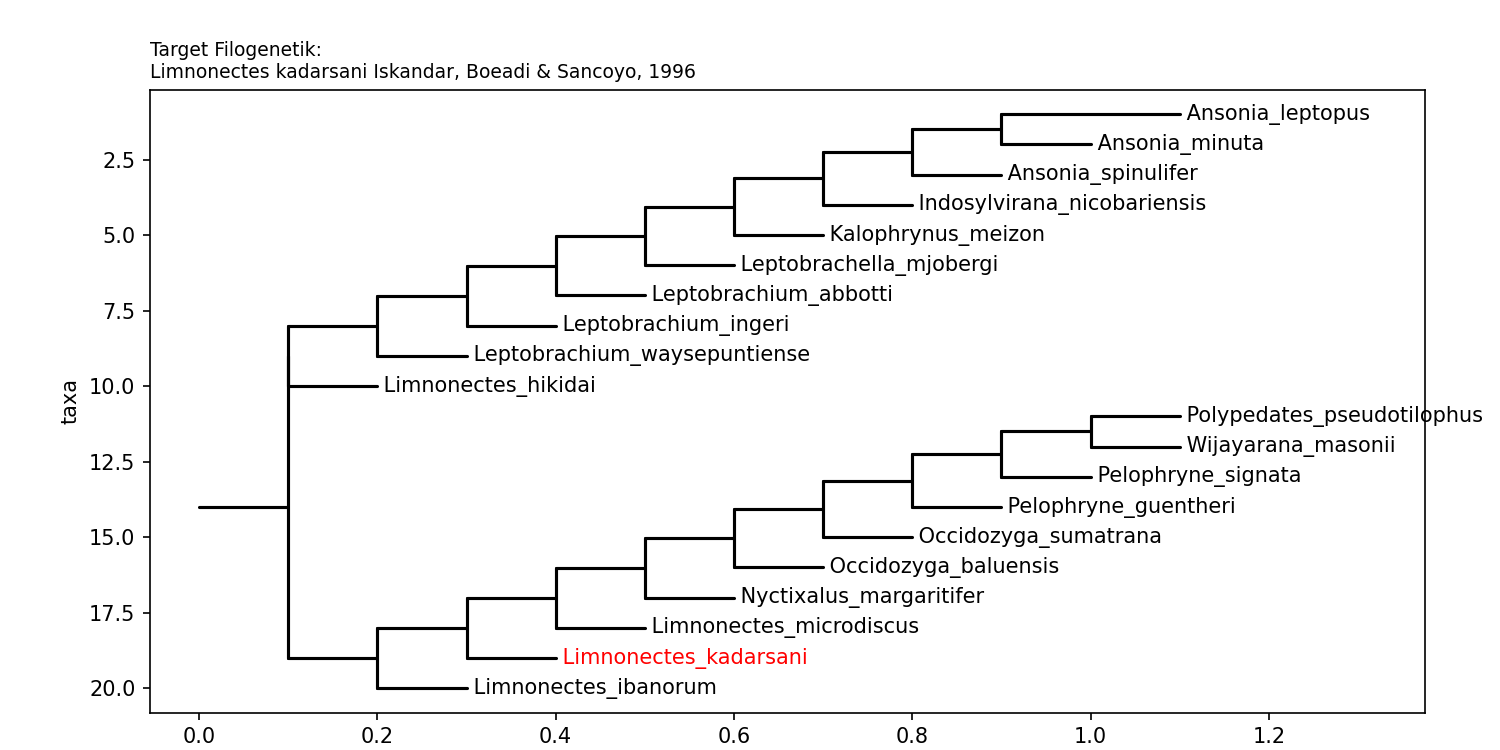 Target Filogenetik:
Limnonectes kadarsani Iskandar, Boeadi & Sancoyo, 1996
Ansonia_leptopus
Ansonia_minuta
2.5
Ansonia_spinulifer
Indosylvirana_nicobariensis
5.0
Kalophrynus_meizon
Leptobrachella_mjobergi
Leptobrachium_abbotti
7.5
Leptobrachium_ingeri
Leptobrachium_waysepuntiense
10.0
Limnonectes_hikidai
taxa
Polypedates_pseudotilophus
Wijayarana_masonii
12.5
Pelophryne_signata
Pelophryne_guentheri
15.0
Occidozyga_sumatrana
Occidozyga_baluensis
Nyctixalus_margaritifer
17.5
Limnonectes_microdiscus
Limnonectes_kadarsani
20.0
Limnonectes_ibanorum
0.0 0.2 0.4 0.6 0.8 1.0 1.2